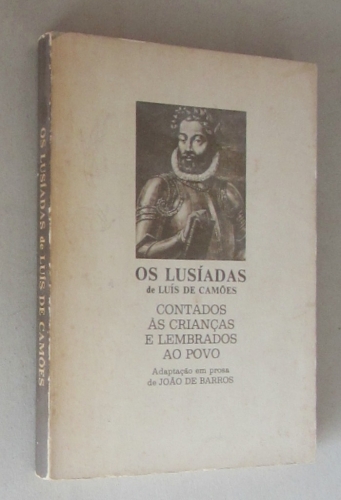 OS LUSÍADAS de LUÍS DE CAMÕES
OS LUSÍADAS
de LUÍS DE CAMÕES
CONTADOS
ÀS CRIANÇAS
E LEMBRADOS
AO POVO
Adaptação em prosa
de JOÃO DE BARROS